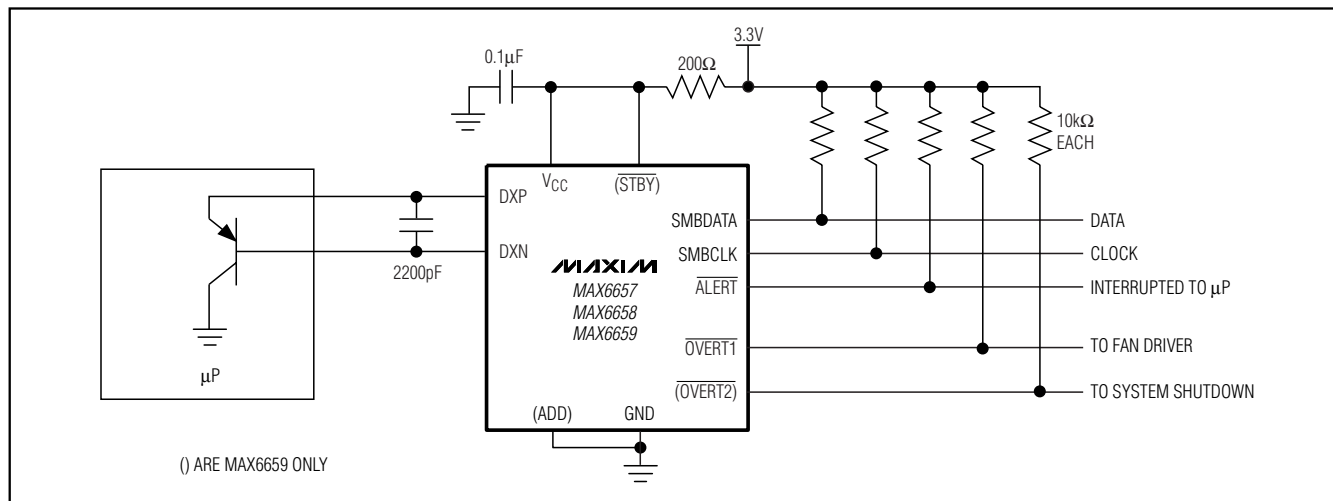 3.3V
0.1μF
200Ω
10kΩ
EACH
VCC
(STBY)
DXP
DXN
2200pF
SMBDATA
SMBCLK
ALERT
OVERT1
(OVERT2)
MAXIM
MAX6657
MAX6658
MAX6659
(ADD)
GND
DATA
CLOCK
INTERRUPTED TO μP
TO FAN DRIVER
TO SYSTEM SHUTDOWN
μP
() ARE MAX6659 ONLY